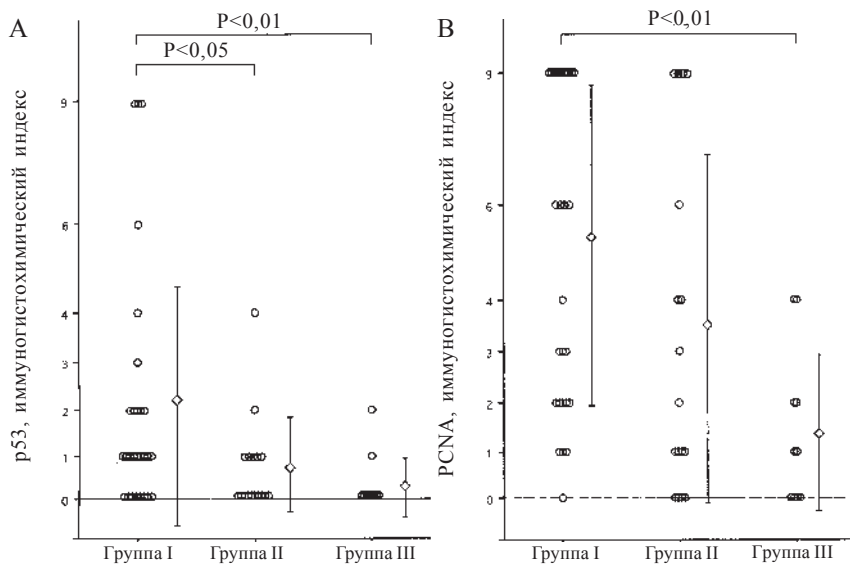 A
P<0,01
P<0,05
p53, иммуногистохимический индекс
9
6
4
3
2
1
0
Группа I
Группа II
Группа III
B
P<0,01
PCNA, иммуногистохимический индекс
9
6
4
3
2
1
0
Группа I
Группа II
Группа III